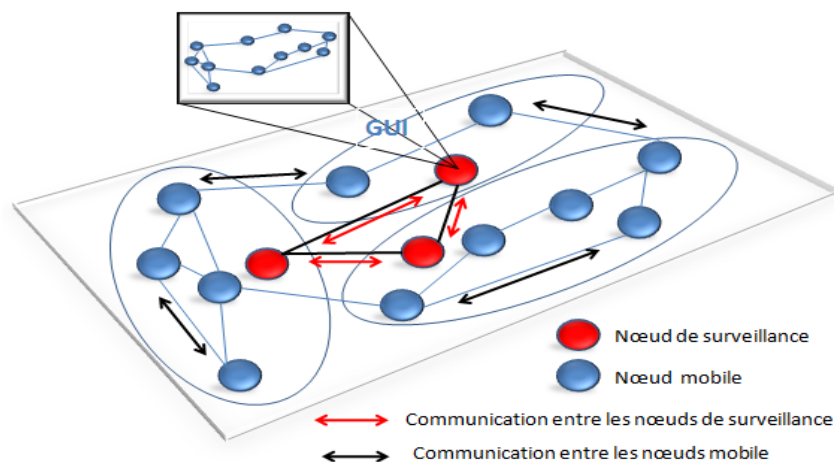 GUI
Nœud de surveillance
Nœud mobile
Communication entre les nœuds de surveillance
Communication entre les nœuds mobile